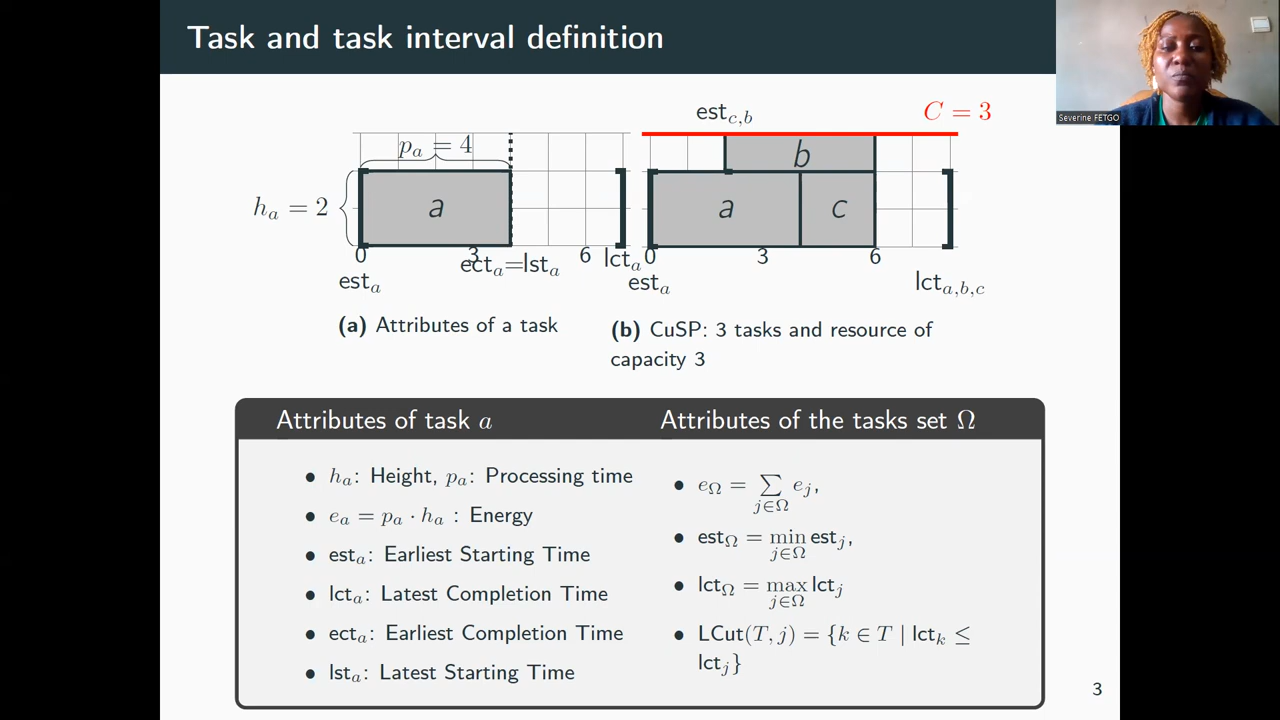 Task and task interval definition
Severine FETGO
p_a = 4
h_a = 2
a
0
3
6
ect_a=lst_a
lct_a
est_a
(a) Attributes of a task
est_{c,b}
C = 3
b
a
c
0
3
6
est_a
lct_{a,b,c}
(b) CuSP: 3 tasks and resource of
capacity 3
Attributes of task a
• h_a: Height, p_a: Processing time
• e_a = p_a · h_a : Energy
• est_a: Earliest Starting Time
• lct_a: Latest Completion Time
• ect_a: Earliest Completion Time
• lst_a: Latest Starting Time
Attributes of the tasks set Ω
• e_Ω = ∑_{j∈Ω} e_j,
• est_Ω = min_{j∈Ω} est_j,
• lct_Ω = max_{j∈Ω} lct_j
• LCut(T, j) = {k ∈ T | lct_k ≤
lct_j}
3